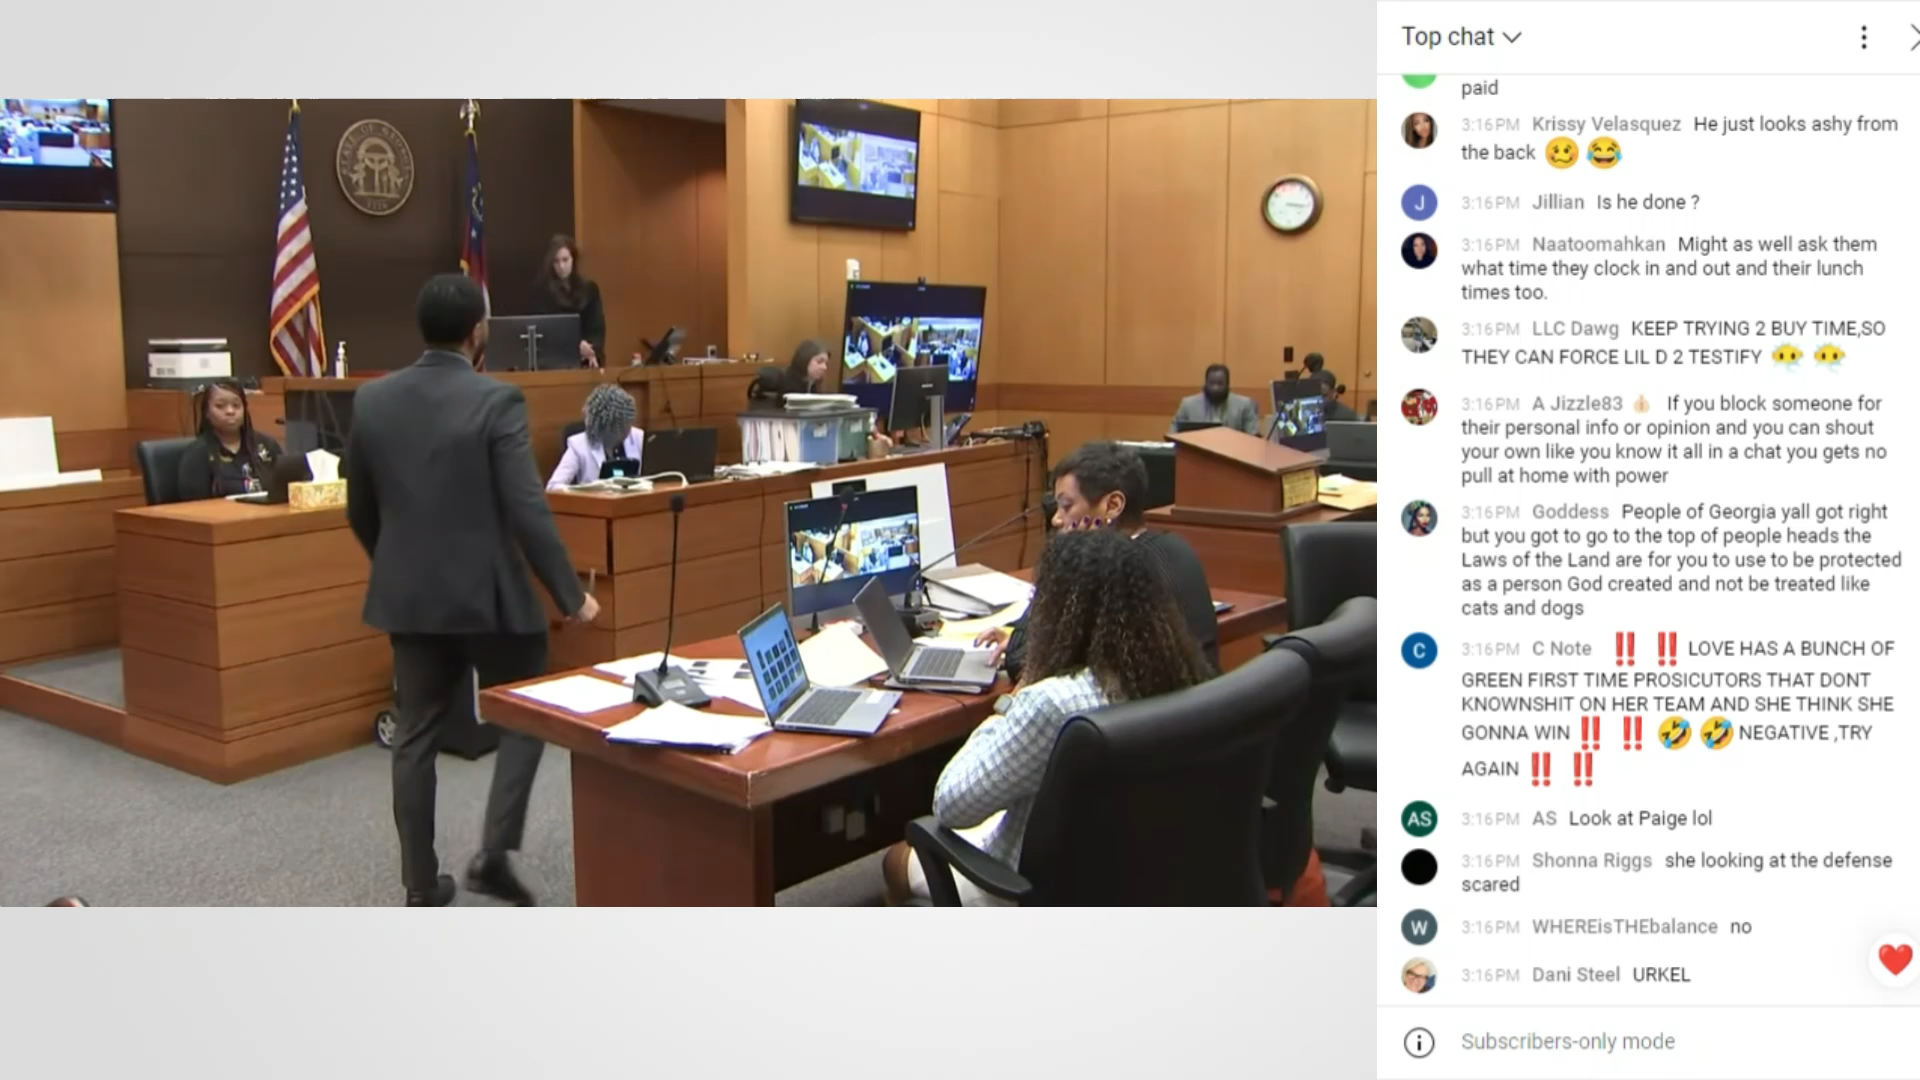 STATE OF GEORGIA
1776
Top chat
paid
3:16 PM Krissy Velasquez He just looks ashy from
the back 🥴 😂
3:16 PM Jillian Is he done ?
3:16 PM Naatoomahkan Might as well ask them
what time they clock in and out and their lunch
times too.
3:16 PM LLC Dawg KEEP TRYING 2 BUY TIME,SO
THEY CAN FORCE LIL D 2 TESTIFY 😶‍🌫️ 😶‍🌫️
3:16 PM A Jizzle83 👍🏻 If you block someone for
their personal info or opinion and you can shout
your own like you know it all in a chat you gets no
pull at home with power
3:16 PM Goddess People of Georgia yall got right
but you got to go to the top of people heads the
Laws of the Land are for you to use to be protected
as a person God created and not be treated like
cats and dogs
C
3:16 PM C Note ‼️ ‼️ LOVE HAS A BUNCH OF
GREEN FIRST TIME PROSICUTORS THAT DONT
KNOWNSHIT ON HER TEAM AND SHE THINK SHE
GONNA WIN ‼️ ‼️ 🤣 🤣 NEGATIVE ,TRY
AGAIN ‼️ ‼️
AS 3:16 PM AS Look at Paige lol
3:16 PM Shonna Riggs she looking at the defense
scared
W 3:16 PM WHEREisTHEbalance no
3:16 PM Dani Steel URKEL
Subscribers-only mode